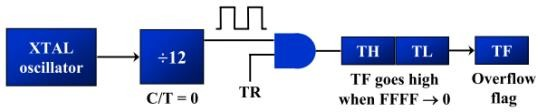 XTAL
oscillator
÷12
C/T = 0
TR
TH
TL
TF goes high
when FFFF → 0
TF
Overflow
flag